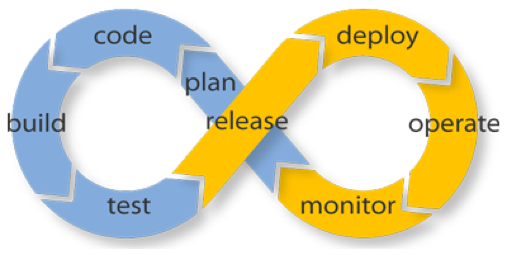 code
deploy
plan
build
release
operate
test
monitor